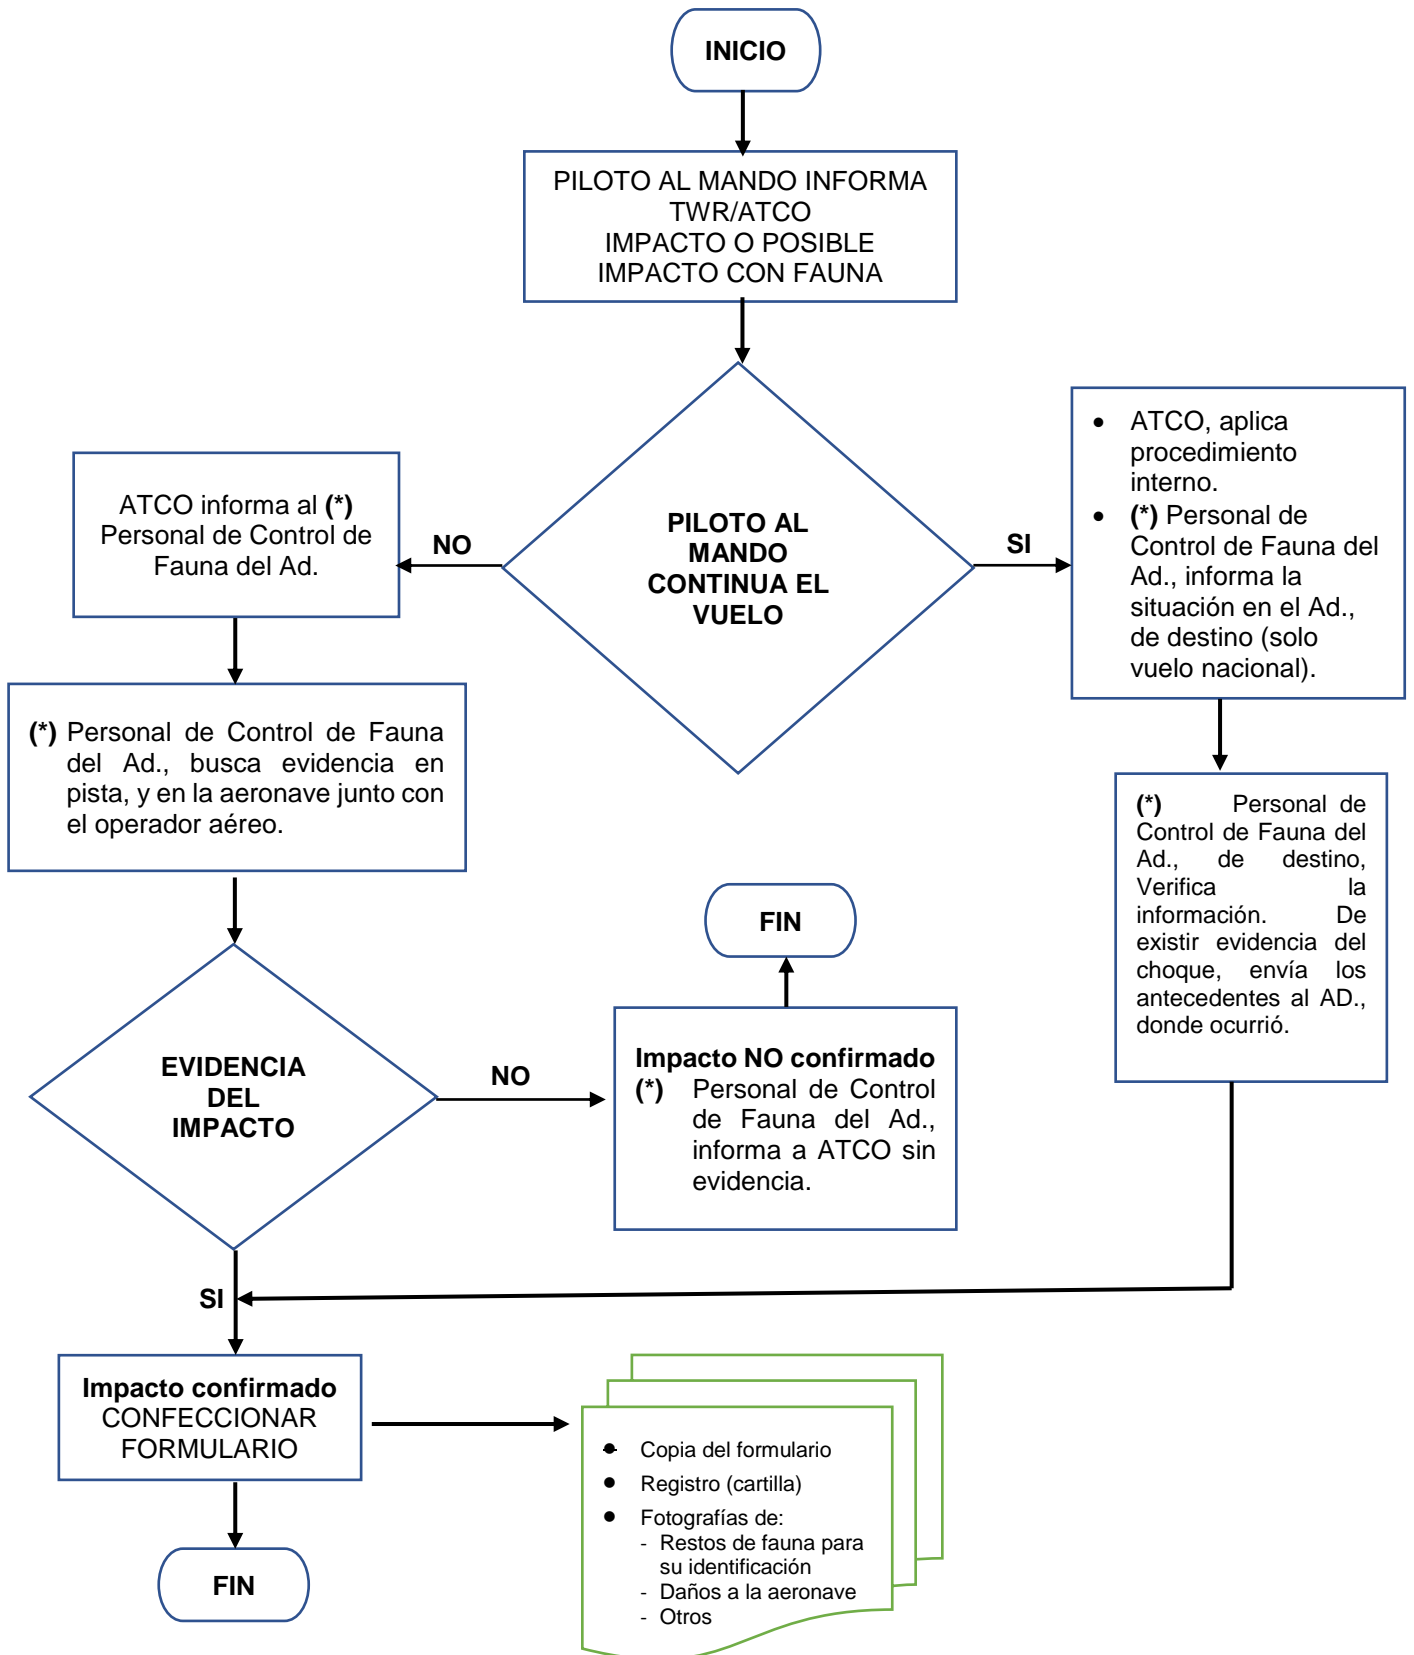 INICIO
PILOTO AL MANDO INFORMA
TWR/ATCO
IMPACTO O POSIBLE
IMPACTO CON FAUNA
PILOTO AL
MANDO
CONTINUA EL
VUELO
NO
SI
ATCO informa al (*)
Personal de Control de
Fauna del Ad.
• ATCO, aplica
procedimiento
interno.
• (*) Personal de
Control de Fauna del
Ad., informa la
situación en el Ad.,
de destino (solo
vuelo nacional).
(*) Personal de Control de Fauna
del Ad., busca evidencia en
pista, y en la aeronave junto con
el operador aéreo.
(*) Personal de
Control de Fauna del
Ad., de destino,
Verifica la
información. De
existir evidencia del
choque, envía los
antecedentes al AD.,
donde ocurrió.
FIN
EVIDENCIA
DEL
IMPACTO
NO
Impacto NO confirmado
(*) Personal de Control
de Fauna del Ad.,
informa a ATCO sin
evidencia.
SI
Impacto confirmado
CONFECCIONAR
FORMULARIO
• Copia del formulario
• Registro (cartilla)
• Fotografías de:
- Restos de fauna para
su identificación
- Daños a la aeronave
- Otros
FIN